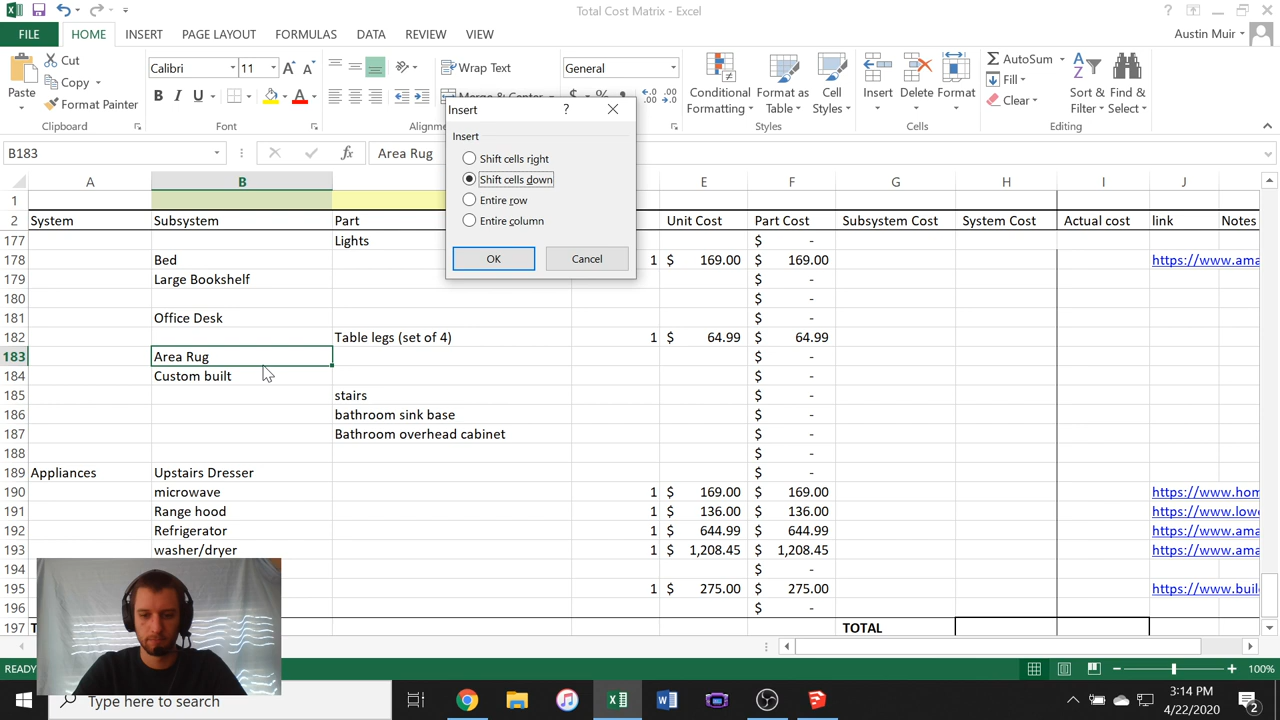 Total Cost Matrix - Excel
FILE HOME INSERT PAGE LAYOUT FORMULAS DATA REVIEW VIEW Austin Muir
Paste Cut Copy Format Painter
Clipboard
Calibri 11 B I U A
Font
Wrap Text Merge & Center
General $ %
Conditional Formatting Format as Table Cell Styles
Styles
Insert Delete Format
Cells
AutoSum Fill Clear Sort & Filter Find & Select
Editing
B183 fx Area Rug
Insert ?
Insert
Shift cells right
Shift cells down
Entire row
Entire column
OK Cancel
A B E F G H I J
1
2 System Subsystem Part Unit Cost Part Cost Subsystem Cost System Cost Actual cost link Notes
177 Lights $ -
178 Bed 1 $ 169.00 $ 169.00 https://www.ama
179 Large Bookshelf $ -
180 $ -
181 Office Desk $ -
182 Table legs (set of 4) 1 $ 64.99 $ 64.99
183 Area Rug $ -
184 Custom built $ -
185 stairs $ -
186 bathroom sink base $ -
187 Bathroom overhead cabinet $ -
188 $ -
189 Appliances Upstairs Dresser $ -
190 microwave 1 $ 169.00 $ 169.00 https://www.hom
191 Range hood 1 $ 136.00 $ 136.00 https://www.lowe
192 Refrigerator 1 $ 644.99 $ 644.99 https://www.ama
193 washer/dryer 1 $ 1,208.45 $ 1,208.45 https://www.ama
194 $ -
195 1 $ 275.00 $ 275.00 https://www.buil
196 $ -
197 TOTAL
READY 100%
Type here to search
3:14 PM
4/22/2020
2